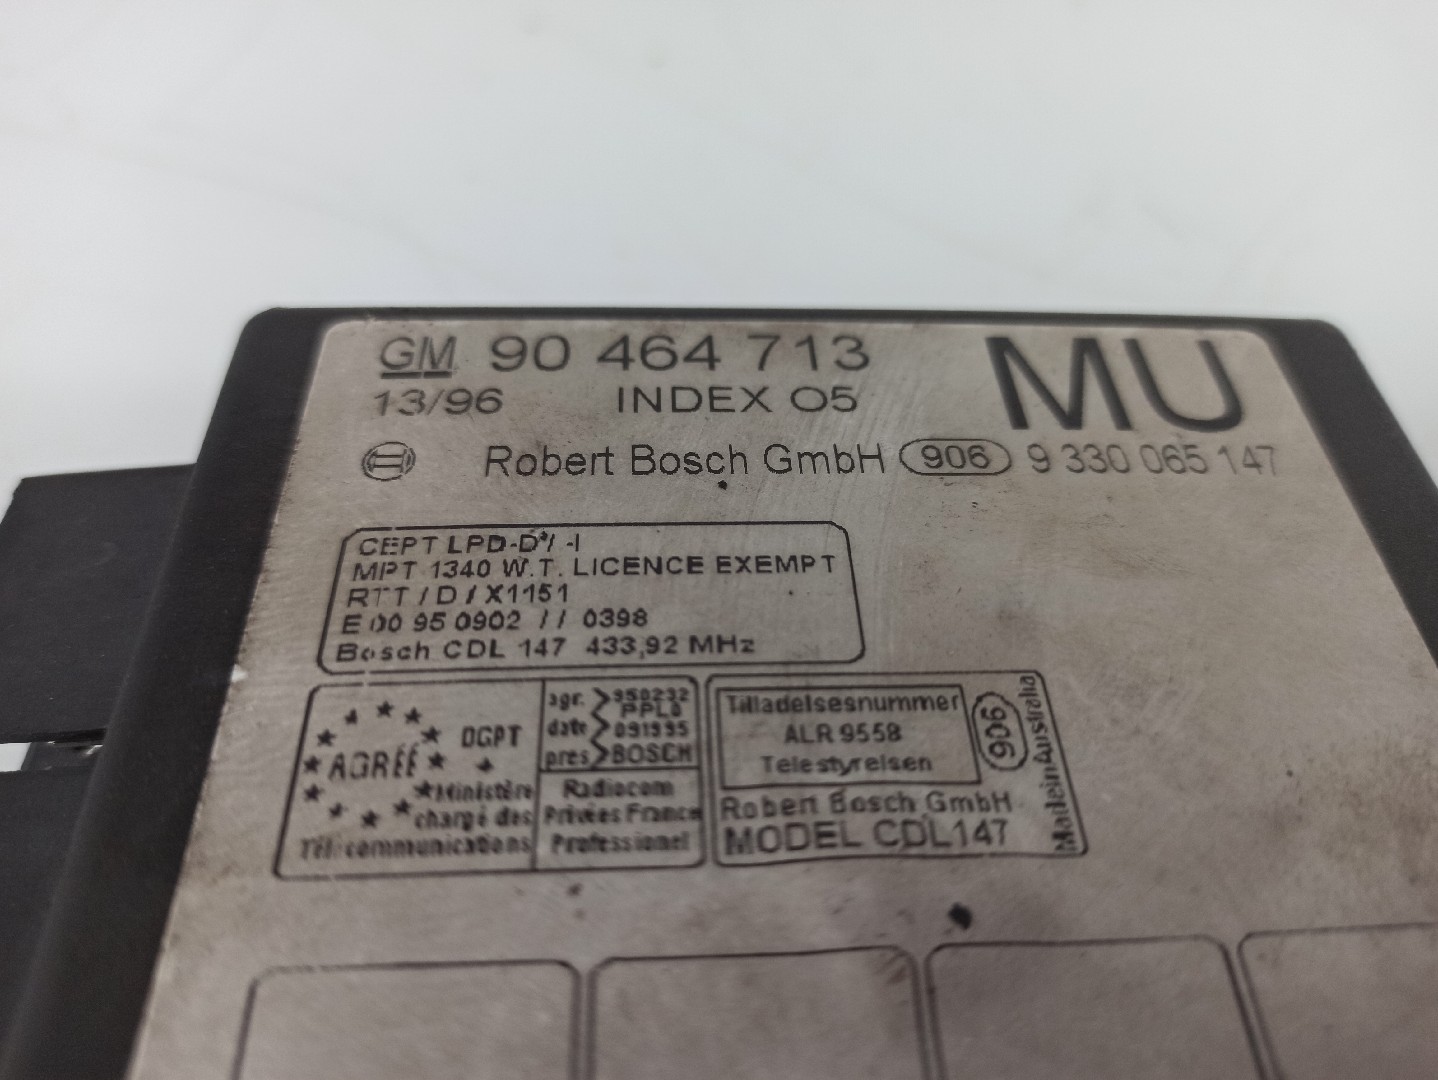 GM 90 464 713
MU
13/96 INDEX 05
Robert Bosch GmbH 906 9 330 065 147
CEPT LPD-D / -I
MPT 1340 W.T. LICENCE EXEMPT
RTT / D / X1151
E 00 95 0902 // 0398
Bosch CDL 147 433,92 MHz
AGRÉÉ DGPT
Ministère
chargé des
Télécommunications
agr. 950232
PPL0
date 091995
pres BOSCH
Radiocom
Privées France
Professionel
Tilladelsesnummer
ALR 9558
Telestyrelsen
906
Robert Bosch GmbH
MODEL CDL147
Made in Australia